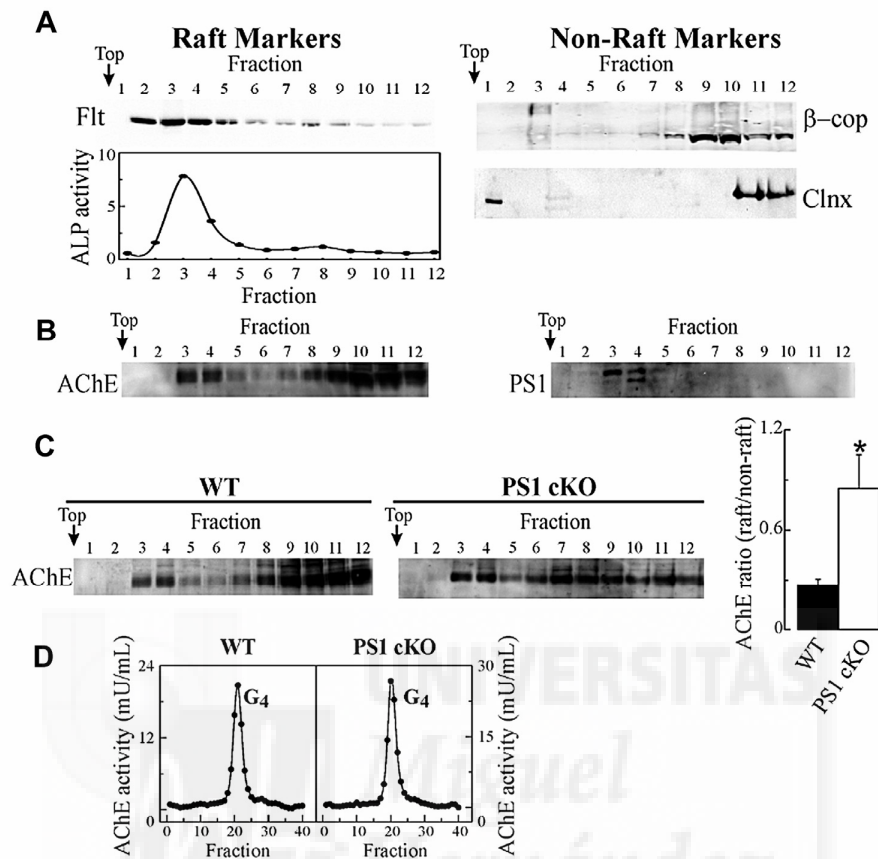 A
Raft Markers
Non-Raft Markers
Top
Fraction
1 2 3 4 5 6 7 8 9 10 11 12
Flt
10
5
0
ALP activity
1 2 3 4 5 6 7 8 9 10 11 12
Fraction
Top
Fraction
1 2 3 4 5 6 7 8 9 10 11 12
β-cop
Clnx
B
Top
Fraction
1 2 3 4 5 6 7 8 9 10 11 12
AChE
Top
Fraction
1 2 3 4 5 6 7 8 9 10 11 12
PS1
C
WT
Top
Fraction
1 2 3 4 5 6 7 8 9 10 11 12
AChE
PS1 cKO
Top
Fraction
1 2 3 4 5 6 7 8 9 10 11 12
AChE ratio (raft/non-raft)
1.2
0.6
0
*
WT
PS1 cKO
D
WT
PS1 cKO
AChE activity (mU/mL)
24
12
0
G4
G4
30
15
0
AChE activity (mU/mL)
0 10 20 30 40
Fraction
0 10 20 30 40
Fraction
UNIVERSITAS
Miguel
Hernández